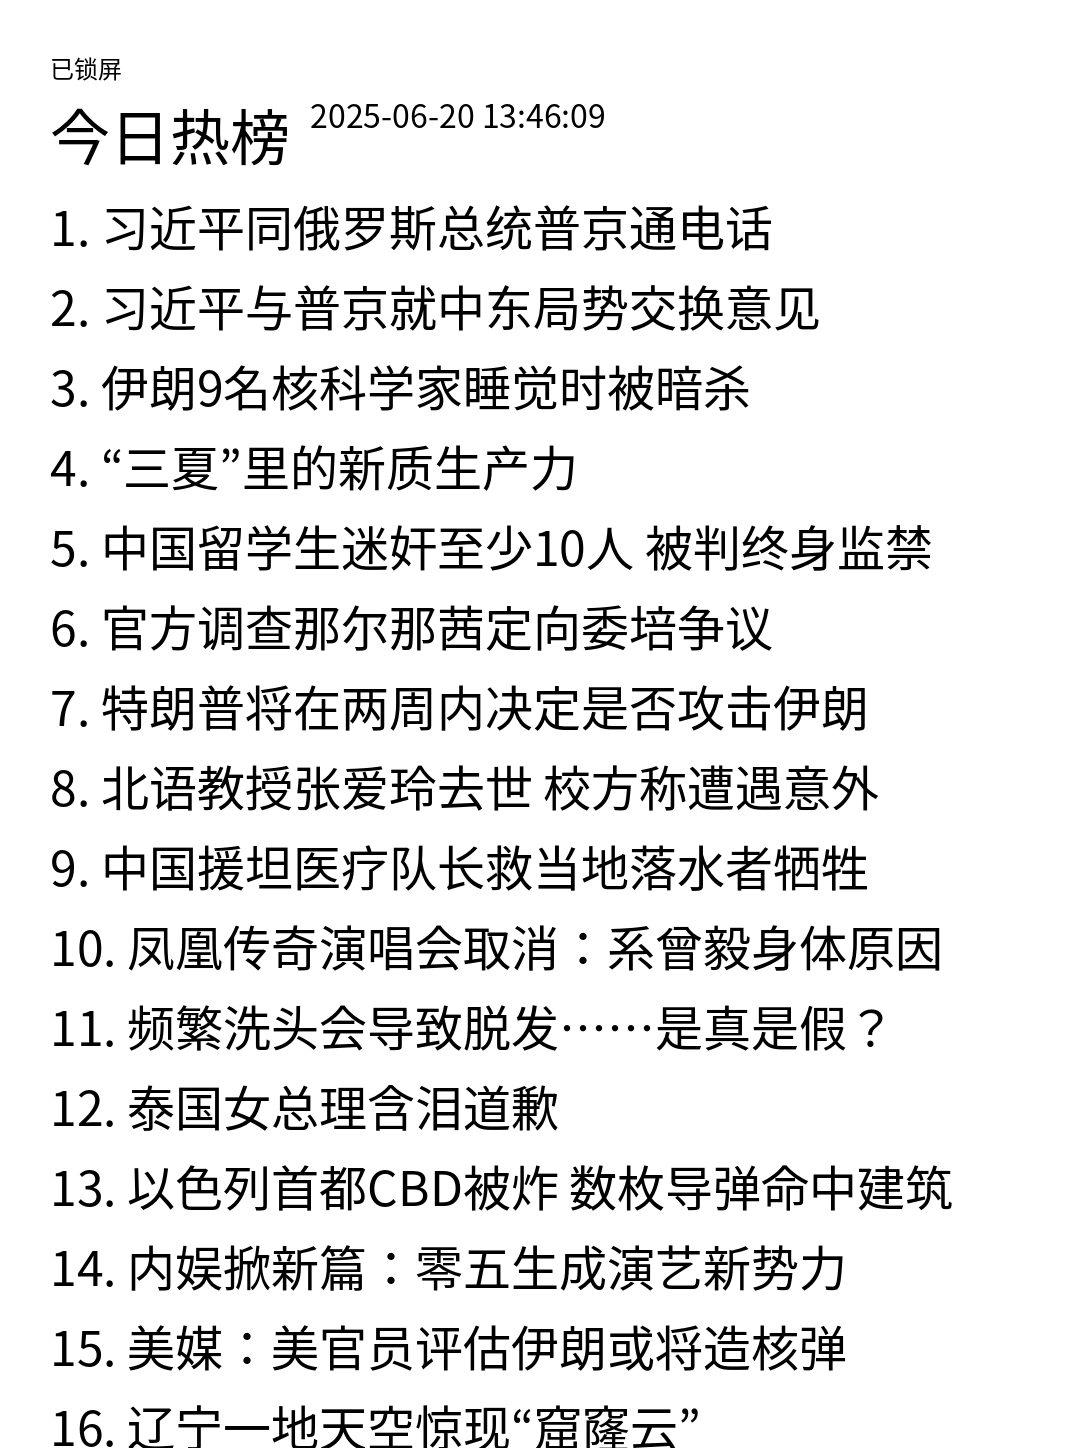 已锁屏
今日热榜 2025-06-20 13:46:09
1. 习近平同俄罗斯总统普京通电话
2. 习近平与普京就中东局势交换意见
3. 伊朗9名核科学家睡觉时被暗杀
4. “三夏”里的新质生产力
5. 中国留学生迷奸至少10人 被判终身监禁
6. 官方调查那尔那茜定向委培争议
7. 特朗普将在两周内决定是否攻击伊朗
8. 北语教授张爱玲去世 校方称遭遇意外
9. 中国援坦医疗队长救当地落水者牺牲
10. 凤凰传奇演唱会取消：系曾毅身体原因
11. 频繁洗头会导致脱发……是真是假？
12. 泰国女总理含泪道歉
13. 以色列首都CBD被炸 数枚导弹命中建筑
14. 内娱掀新篇：零五生成演艺新势力
15. 美媒：美官员评估伊朗或将造核弹
16. 辽宁一地天空惊现“窟窿云”